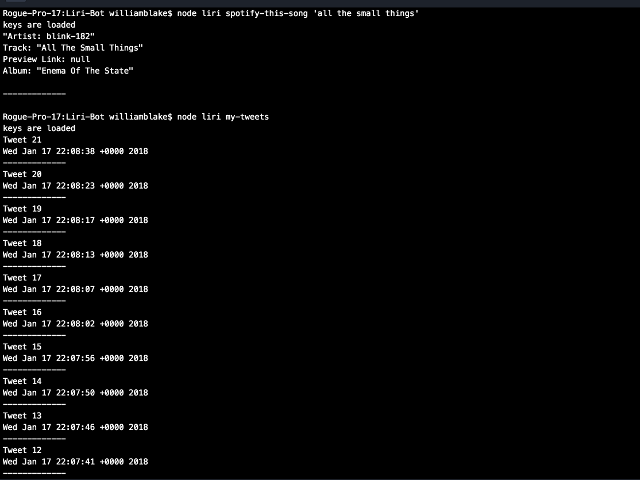 Rogue-Pro-17:Liri-Bot williamblake$ node liri spotify-this-song 'all the small things'
keys are loaded
"Artist: blink-182"
Track: "All The Small Things"
Preview Link: null
Album: "Enema Of The State"
-------------
Rogue-Pro-17:Liri-Bot williamblake$ node liri my-tweets
keys are loaded
Tweet 21
Wed Jan 17 22:08:38 +0000 2018
-------------
Tweet 20
Wed Jan 17 22:08:23 +0000 2018
-------------
Tweet 19
Wed Jan 17 22:08:17 +0000 2018
-------------
Tweet 18
Wed Jan 17 22:08:13 +0000 2018
-------------
Tweet 17
Wed Jan 17 22:08:07 +0000 2018
-------------
Tweet 16
Wed Jan 17 22:08:02 +0000 2018
-------------
Tweet 15
Wed Jan 17 22:07:56 +0000 2018
-------------
Tweet 14
Wed Jan 17 22:07:50 +0000 2018
-------------
Tweet 13
Wed Jan 17 22:07:46 +0000 2018
-------------
Tweet 12
Wed Jan 17 22:07:41 +0000 2018
-------------